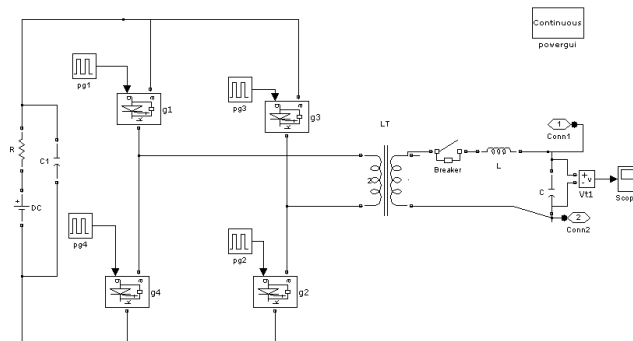 Continuous
powergui
pg1
g
a
k
g1
pg3
g
a
k
g3
LT
1
Conn1
R
C1
2
Breaker
L
C
+
-
v
Vt1
Scop
+
DC
2
Conn2
pg4
g
a
k
g4
pg2
g
a
k
g2